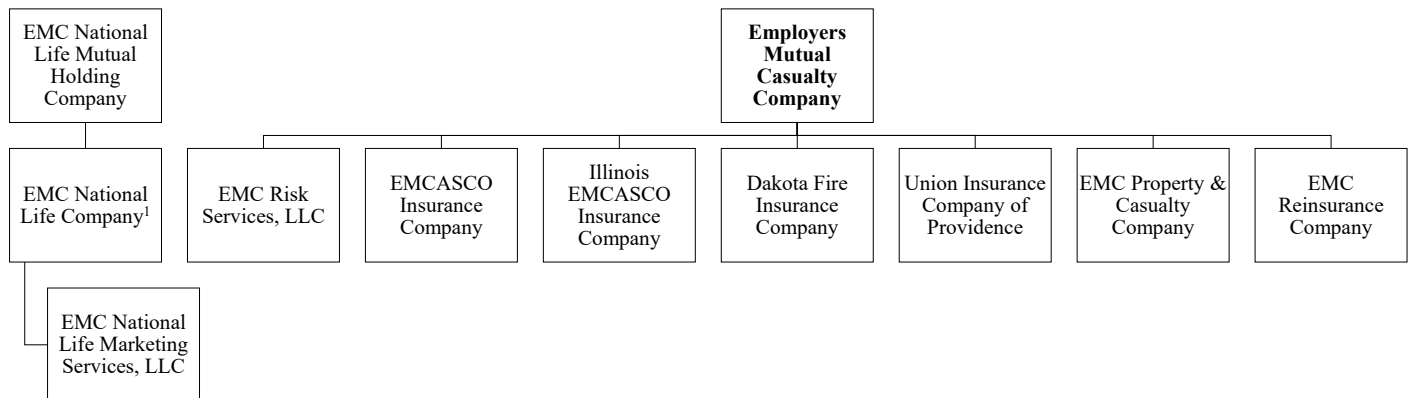 EMC National
Life Mutual
Holding
Company
Employers
Mutual
Casualty
Company
EMC National
Life Company¹
EMC Risk
Services, LLC
EMCASCO
Insurance
Company
Illinois
EMCASCO
Insurance
Company
Dakota Fire
Insurance
Company
Union Insurance
Company of
Providence
EMC Property &
Casualty
Company
EMC
Reinsurance
Company
EMC National
Life Marketing
Services, LLC